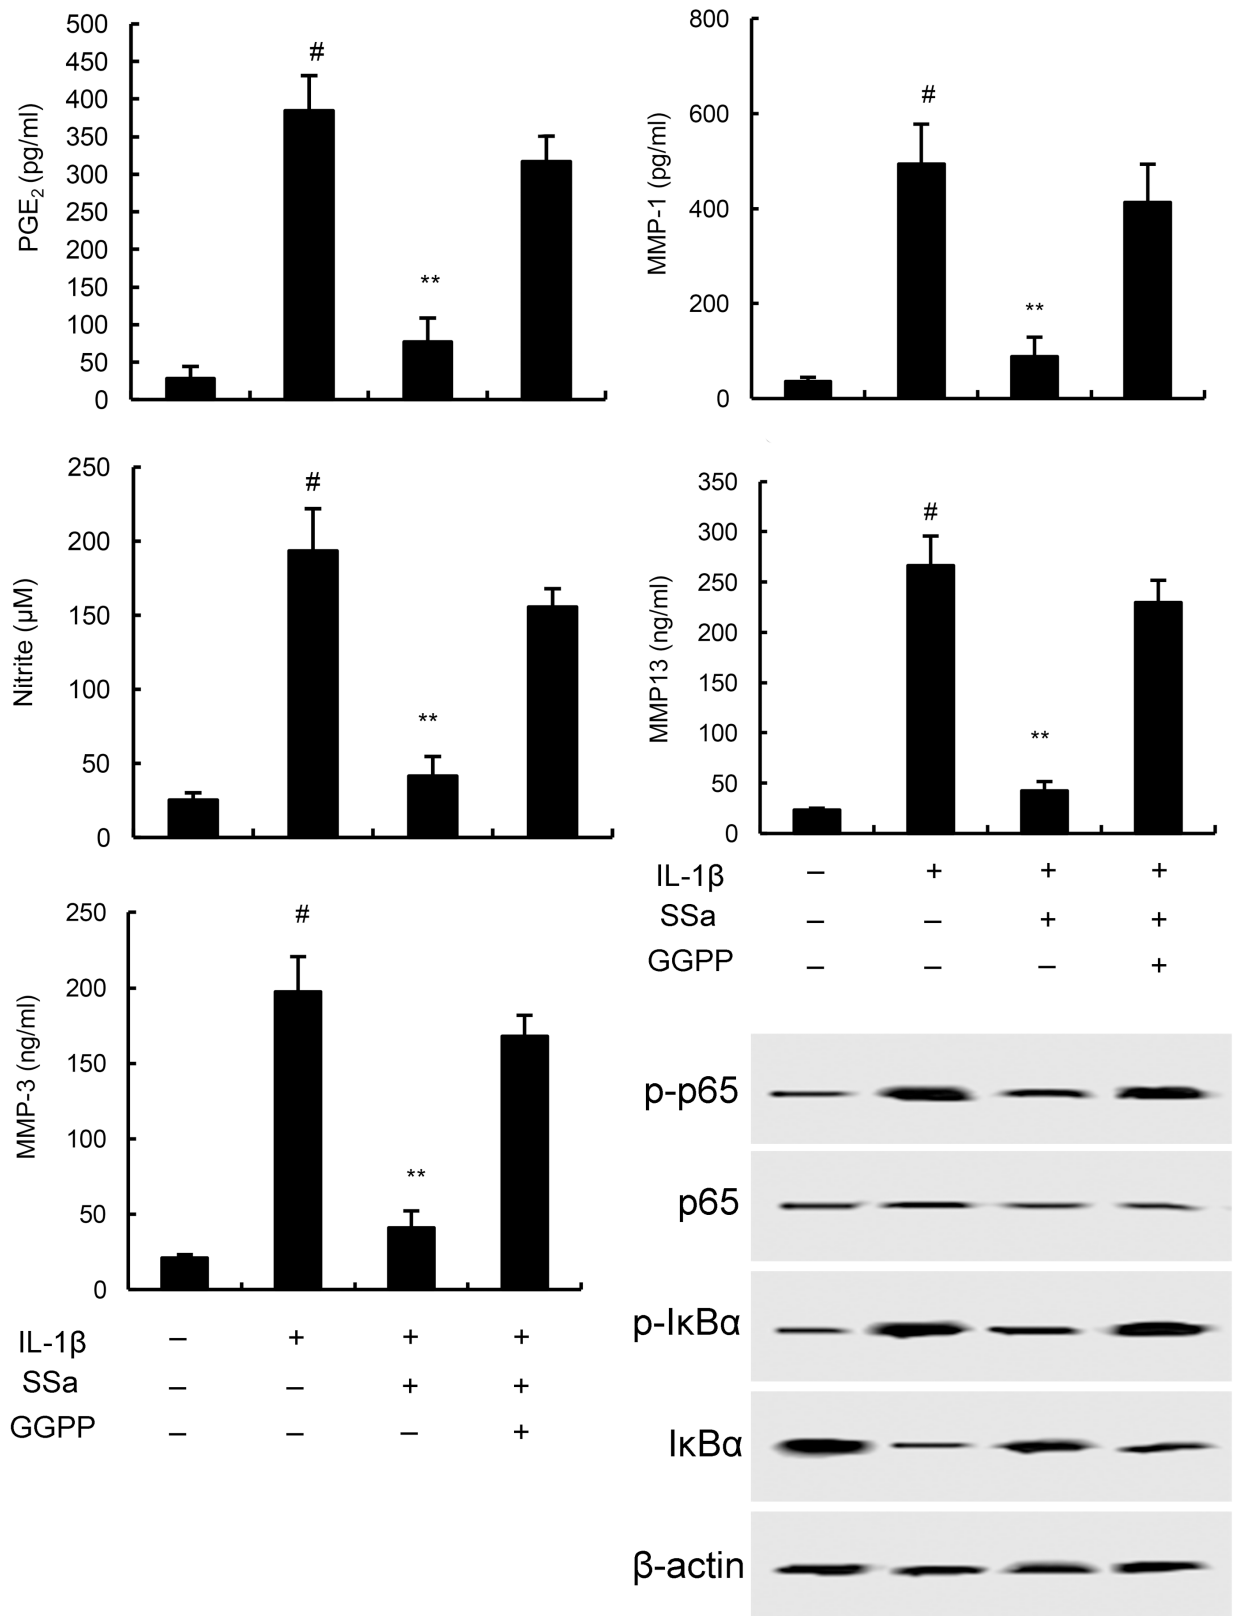 500
450
400
350
300
250
200
150
100
50
0
PGE2 (pg/ml)
#
**
800
600
400
200
0
MMP-1 (pg/ml)
#
**
250
200
150
100
50
0
Nitrite (µM)
#
**
350
300
250
200
150
100
50
0
MMP13 (ng/ml)
#
**
IL-1β – + + +
SSa – – + +
GGPP – – – +
250
200
150
100
50
0
MMP-3 (ng/ml)
#
**
IL-1β – + + +
SSa – – + +
GGPP – – – +
p-p65
p65
p-IκBα
IκBα
β-actin